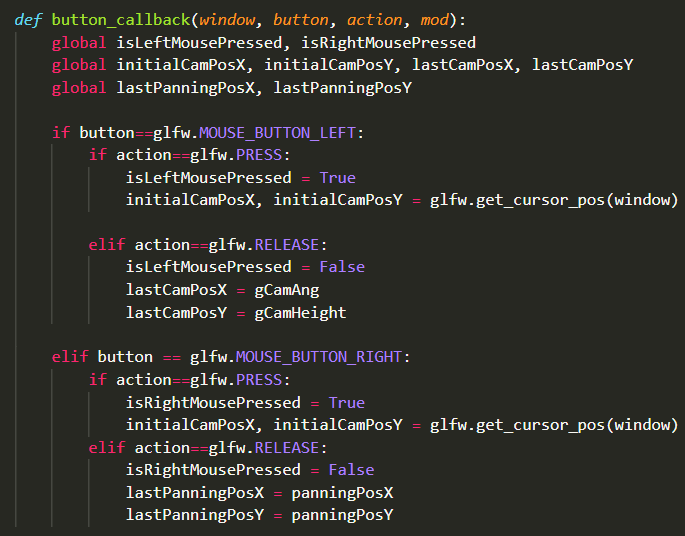 def button_callback(window, button, action, mod):
    global isLeftMousePressed, isRightMousePressed
    global initialCamPosX, initialCamPosY, lastCamPosX, lastCamPosY
    global lastPanningPosX, lastPanningPosY

    if button==glfw.MOUSE_BUTTON_LEFT:
        if action==glfw.PRESS:
            isLeftMousePressed = True
            initialCamPosX, initialCamPosY = glfw.get_cursor_pos(window)

        elif action==glfw.RELEASE:
            isLeftMousePressed = False
            lastCamPosX = gCamAng
            lastCamPosY = gCamHeight

    elif button == glfw.MOUSE_BUTTON_RIGHT:
        if action==glfw.PRESS:
            isRightMousePressed = True
            initialCamPosX, initialCamPosY = glfw.get_cursor_pos(window)
        elif action==glfw.RELEASE:
            isRightMousePressed = False
            lastPanningPosX = panningPosX
            lastPanningPosY = panningPosY